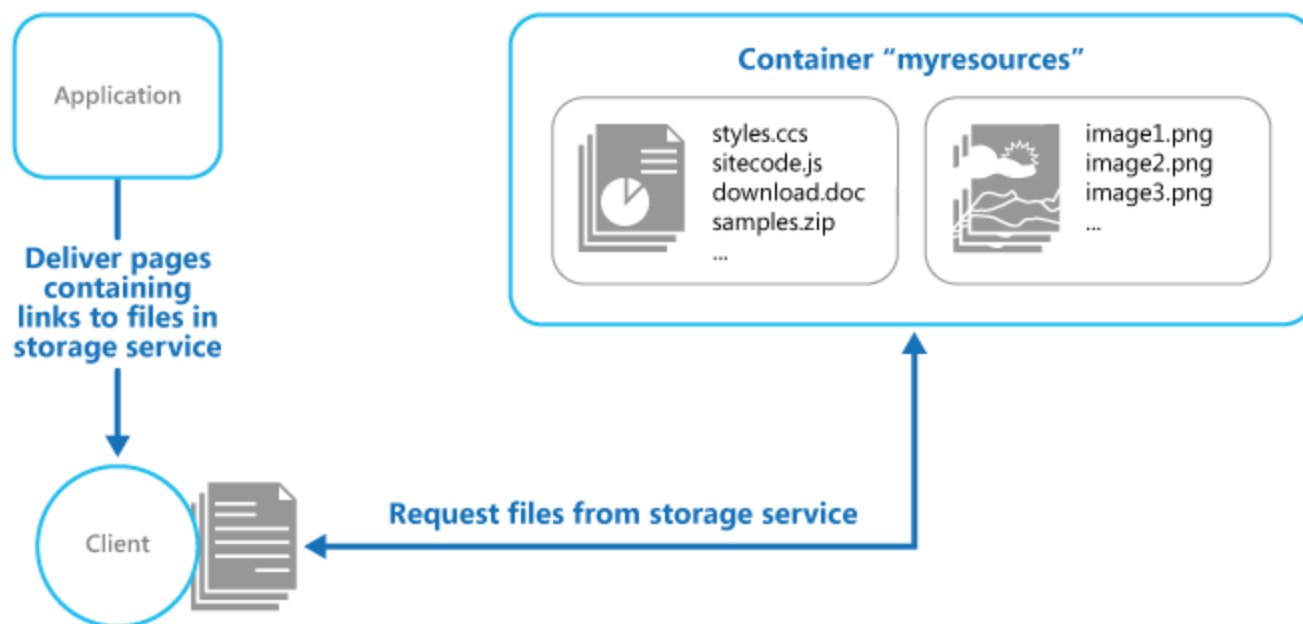 Application
Deliver pages
containing
links to files in
storage service
Client
Container “myresources”
styles.ccs
sitecode.js
download.doc
samples.zip
...
image1.png
image2.png
image3.png
...
Request files from storage service